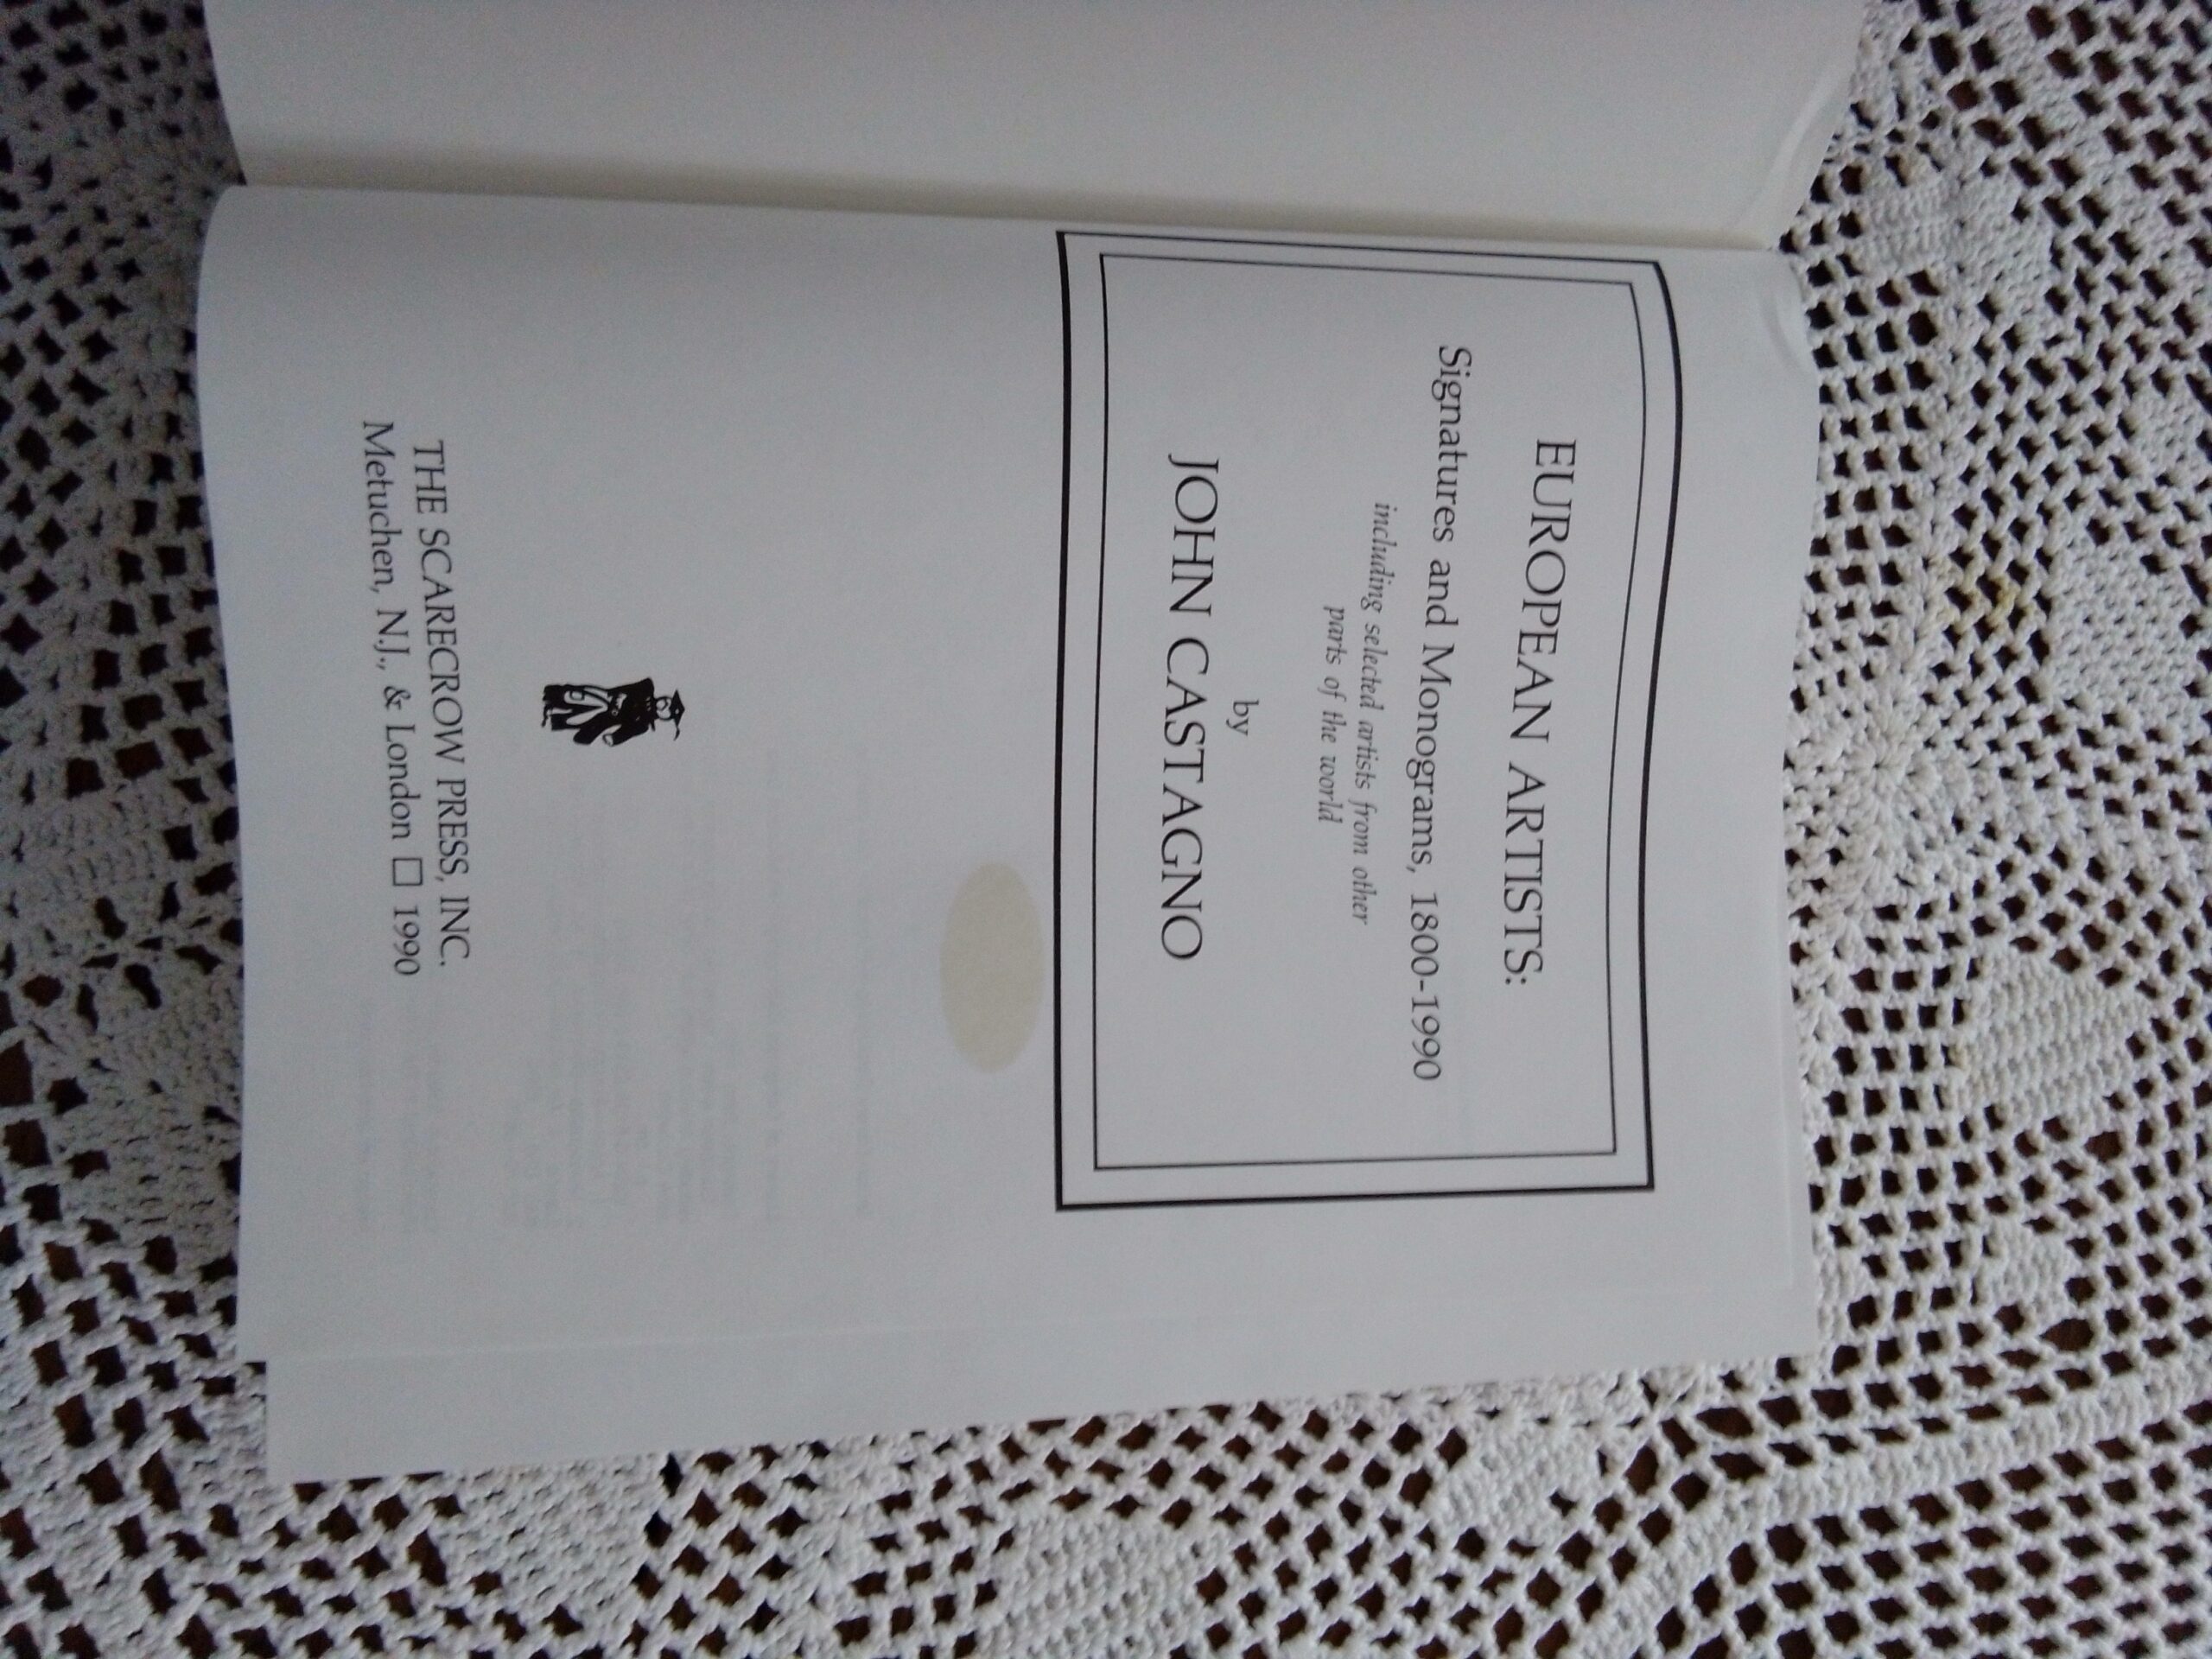 EUROPEAN ARTISTS:
Signatures and Monograms, 1800-1990
including selected artists from other
parts of the world
by
JOHN CASTAGNO
THE SCARECROW PRESS, INC.
Metuchen, N.J., & London □ 1990